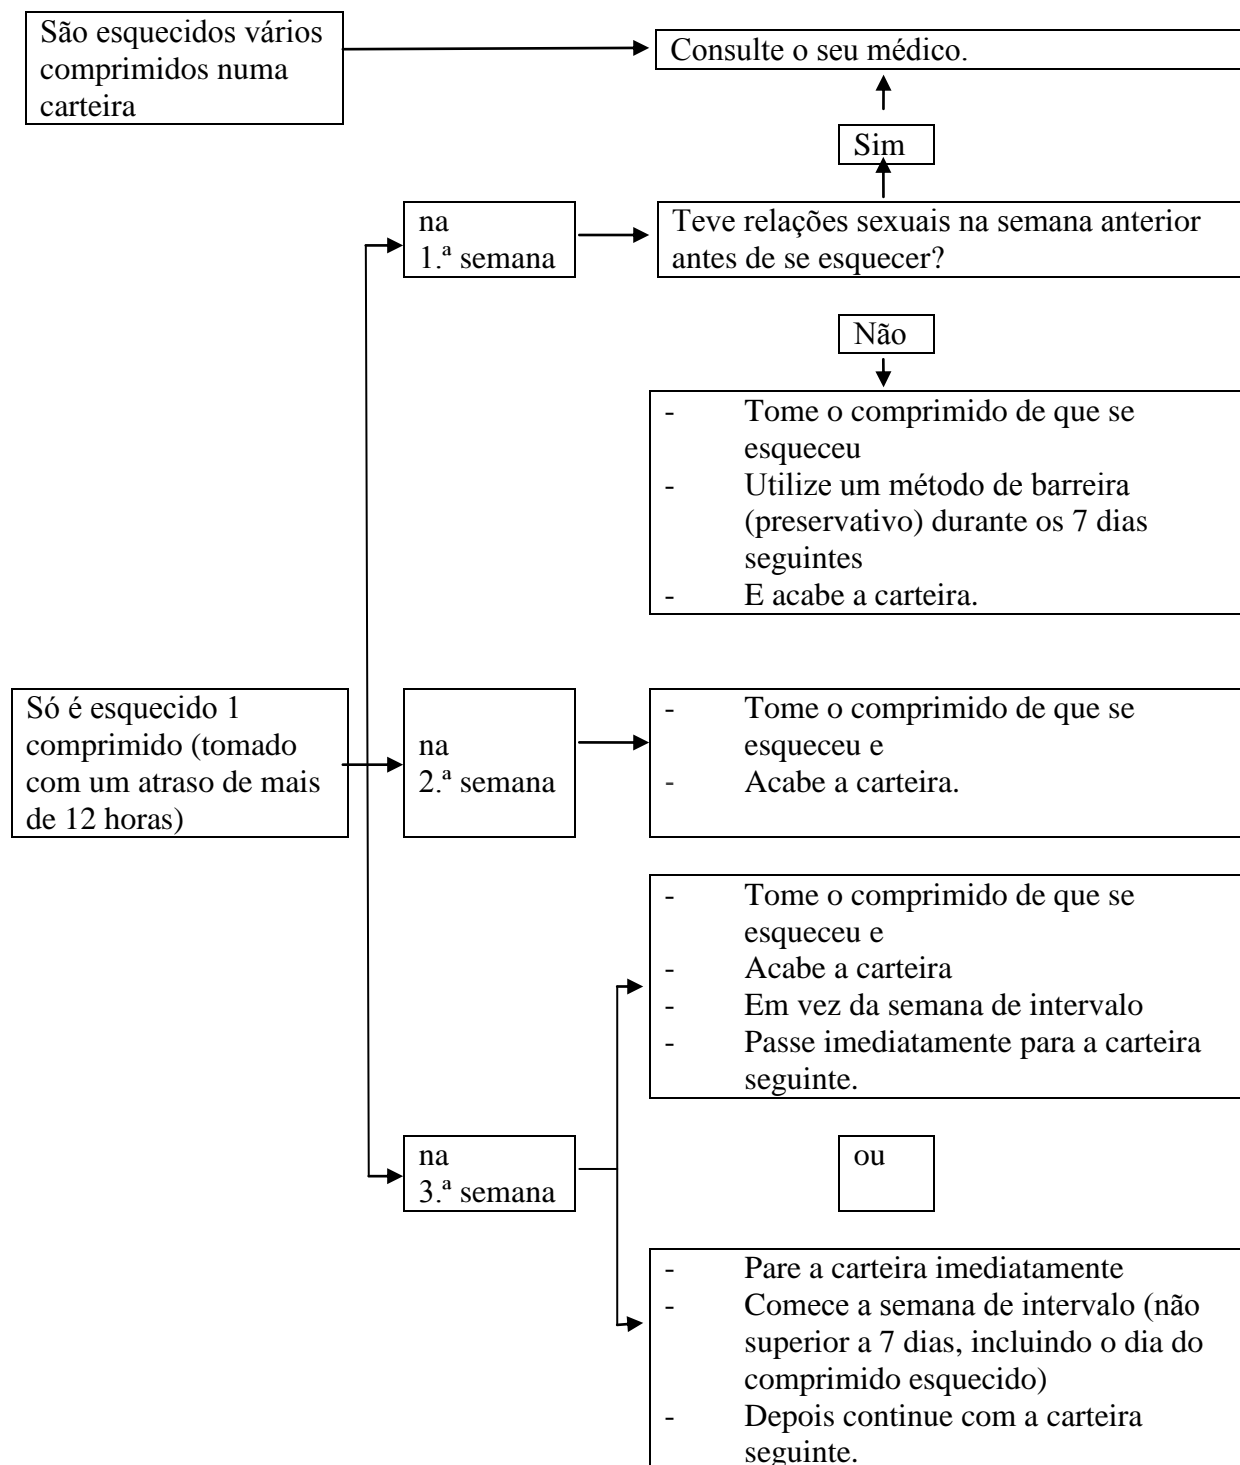 São esquecidos vários
comprimidos numa
carteira
Consulte o seu médico.
Sim
na
1.ª semana
Teve relações sexuais na semana anterior
antes de se esquecer?
Não
- Tome o comprimido de que se
esqueceu
- Utilize um método de barreira
(preservativo) durante os 7 dias
seguintes
- E acabe a carteira.
Só é esquecido 1
comprimido (tomado
com um atraso de mais
de 12 horas)
na
2.ª semana
- Tome o comprimido de que se
esqueceu e
- Acabe a carteira.
- Tome o comprimido de que se
esqueceu e
- Acabe a carteira
- Em vez da semana de intervalo
- Passe imediatamente para a carteira
seguinte.
na
3.ª semana
ou
- Pare a carteira imediatamente
- Comece a semana de intervalo (não
superior a 7 dias, incluindo o dia do
comprimido esquecido)
- Depois continue com a carteira
seguinte.